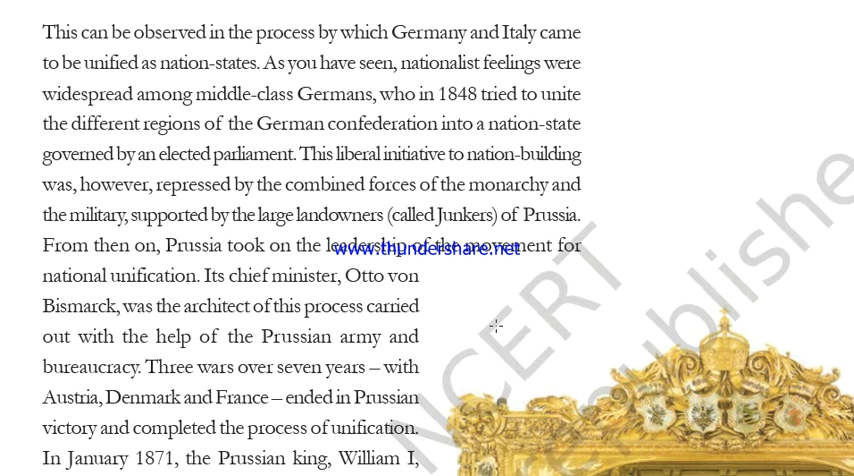 This can be observed in the process by which Germany and Italy came
to be unified as nation-states. As you have seen, nationalist feelings were
widespread among middle-class Germans, who in 1848 tried to unite
the different regions of the German confederation into a nation-state
governed by an elected parliament. This liberal initiative to nation-building
was, however, repressed by the combined forces of the monarchy and
the military, supported by the large landowners (called Junkers) of Prussia.
From then on, Prussia took on the leadership of the movement for
www.thundershare.net
national unification. Its chief minister, Otto von
Bismarck, was the architect of this process carried
out with the help of the Prussian army and
bureaucracy. Three wars over seven years – with
Austria, Denmark and France – ended in Prussian
victory and completed the process of unification.
In January 1871, the Prussian king, William I,
NCERT
republishe